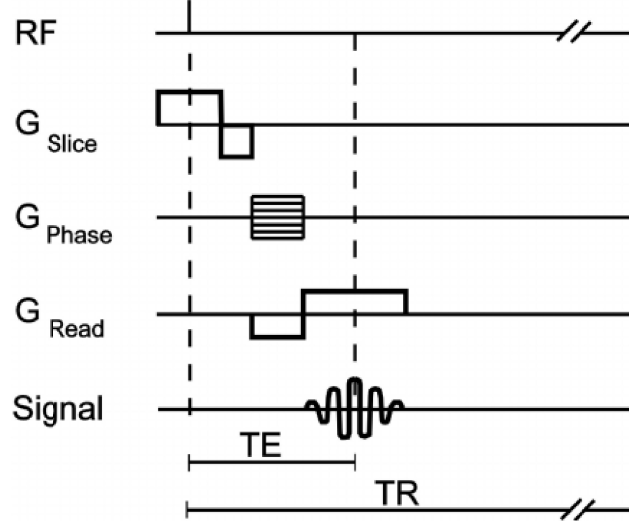 RF
G Slice
G Phase
G Read
Signal
TE
TR